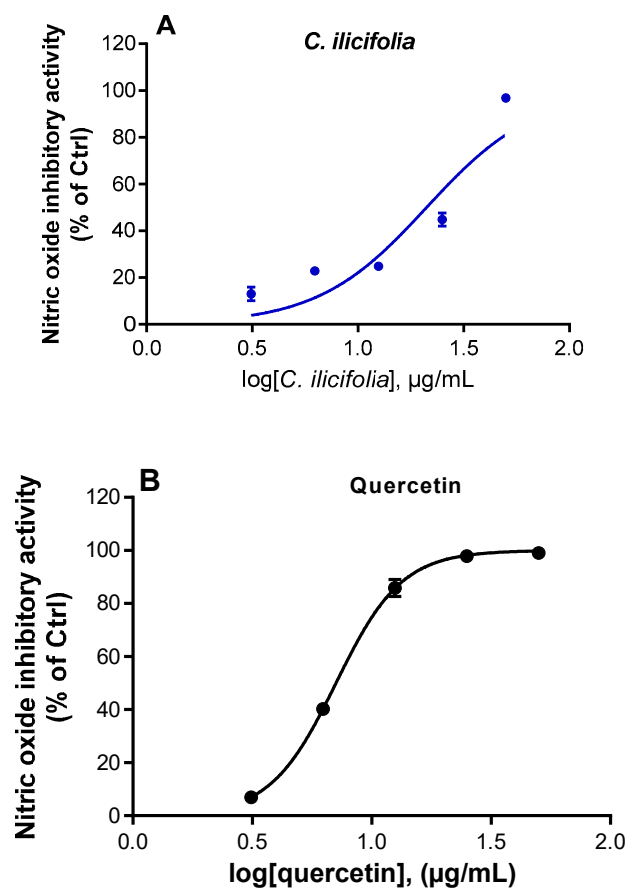 A
C. ilicifolia
Nitric oxide inhibitory activity
(% of Ctrl)
120
100
80
60
40
20
0
0.0 0.5 1.0 1.5 2.0
log[C. ilicifolia], µg/mL
B
Quercetin
Nitric oxide inhibitory activity
(% of Ctrl)
120
100
80
60
40
20
0
0.0 0.5 1.0 1.5 2.0
log[quercetin], (µg/mL)